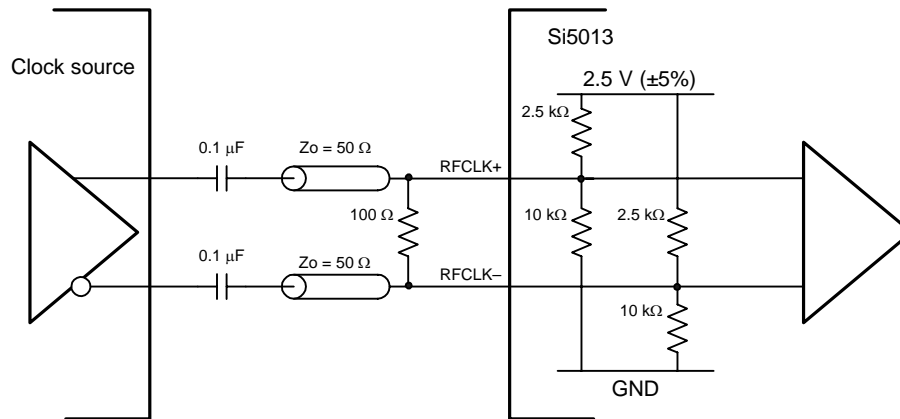 Si5013
Clock source
2.5 V (±5%)
2.5 kΩ
0.1 μF
Zo = 50 Ω
RFCLK+
100 Ω
10 kΩ
2.5 kΩ
0.1 μF
Zo = 50 Ω
RFCLK–
10 kΩ
GND